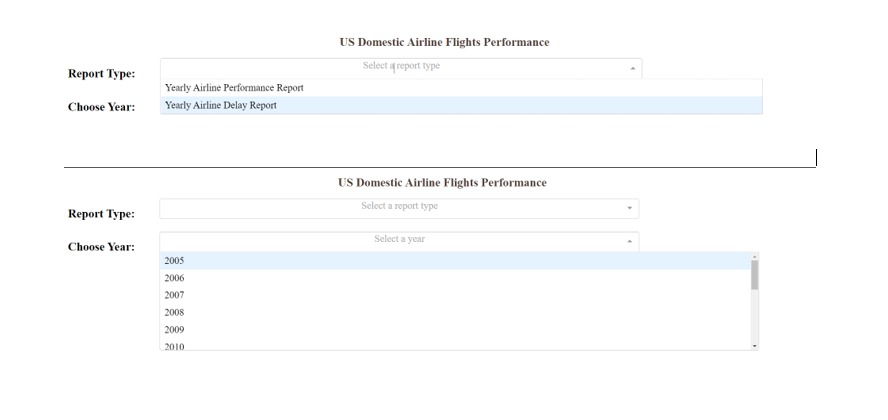 US Domestic Airline Flights Performance
Report Type: Select a report type
Yearly Airline Performance Report
Choose Year: Yearly Airline Delay Report
US Domestic Airline Flights Performance
Report Type: Select a report type
Choose Year: Select a year
2005
2006
2007
2008
2009
2010